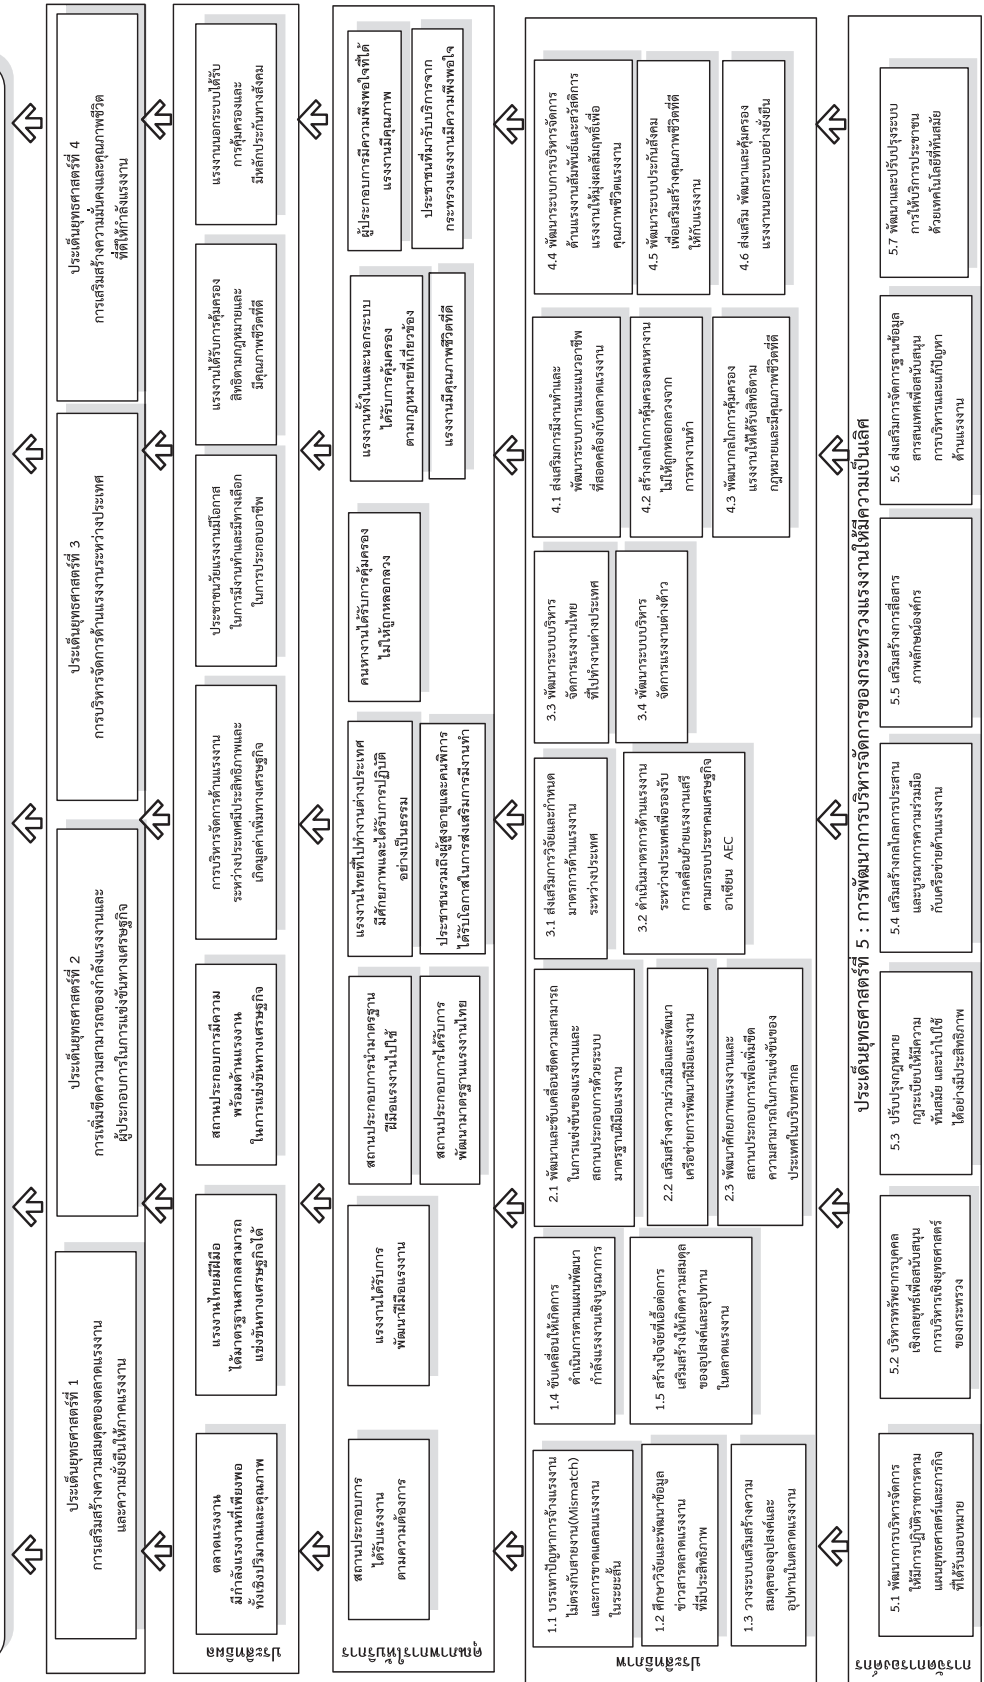 ประเด็นยุทธศาสตร์ที่ 1
การเสริมสร้างความสมดุลของตลาดแรงงาน
และความยั่งยืนให้ภาคแรงงาน
ประเด็นยุทธศาสตร์ที่ 2
การเพิ่มขีดความสามารถของกำลังแรงงานและ
ผู้ประกอบการในการแข่งขันทางเศรษฐกิจ
ประเด็นยุทธศาสตร์ที่ 3
การบริหารจัดการด้านแรงงานระหว่างประเทศ
ประเด็นยุทธศาสตร์ที่ 4
การเสริมสร้างความมั่นคงและคุณภาพชีวิต
ที่ดีให้กำลังแรงงาน
ประสิทธิผล
ตลาดแรงงาน
มีกำลังแรงงานที่เพียงพอ
ทั้งเชิงปริมาณและคุณภาพ
แรงงานไทยมีฝีมือ
ได้มาตรฐานสากลสามารถ
แข่งขันทางเศรษฐกิจได้
สถานประกอบการมีความ
พร้อมด้านแรงงาน
ในการแข่งขันทางเศรษฐกิจ
การบริหารจัดการด้านแรงงาน
ระหว่างประเทศมีประสิทธิภาพและ
เกิดมูลค่าเพิ่มทางเศรษฐกิจ
ประชาชนวัยแรงงานมีโอกาส
ในการมีงานทำและมีทางเลือก
ในการประกอบอาชีพ
แรงงานได้รับการคุ้มครอง
สิทธิตามกฎหมายและ
มีคุณภาพชีวิตที่ดี
แรงงานนอกระบบได้รับ
การคุ้มครองและ
มีหลักประกันทางสังคม
คุณภาพการให้บริการ
สถานประกอบการ
ได้รับแรงงาน
ตามความต้องการ
แรงงานได้รับการ
พัฒนาฝีมือแรงงาน
สถานประกอบการนำมาตรฐาน
ฝีมือแรงงานไปใช้
สถานประกอบการได้รับการ
พัฒนามาตรฐานแรงงานไทย
แรงงานไทยที่ไปทำงานต่างประเทศ
มีศักยภาพและได้รับการปฏิบัติ
อย่างเป็นธรรม
ประชาชนรวมถึงผู้สูงอายุและคนพิการ
ได้รับโอกาสในการส่งเสริมการมีงานทำ
คนหางานได้รับการคุ้มครอง
ไม่ให้ถูกหลอกลวง
แรงงานทั้งในและนอกระบบ
ได้รับการคุ้มครอง
ตามกฎหมายที่เกี่ยวข้อง
แรงงานมีคุณภาพชีวิตที่ดี
ผู้ประกอบการมีความพึงพอใจที่ได้
แรงงานมีคุณภาพ
ประชาชนที่มารับบริการจาก
กระทรวงแรงงานมีความพึงพอใจ
ประสิทธิภาพ
1.1 บรรเทาปัญหาการจ้างแรงงาน
ไม่ตรงกับสายงาน(Mismatch)
และการขาดแคลนแรงงาน
ในระยะสั้น
1.2 ศึกษาวิจัยและพัฒนาข้อมูล
ข่าวสารตลาดแรงงาน
ที่มีประสิทธิภาพ
1.3 วางระบบเสริมสร้างความ
สมดุลของอุปสงค์และ
อุปทานในตลาดแรงงาน
1.4 ขับเคลื่อนให้เกิดการ
ดำเนินการตามแผนพัฒนา
กำลังแรงงานเชิงบูรณาการ
1.5 สร้างปัจจัยที่เอื้อต่อการ
เสริมสร้างให้เกิดความสมดุล
ของอุปสงค์และอุปทาน
ในตลาดแรงงาน
2.1 พัฒนาและขับเคลื่อนขีดความสามารถ
ในการแข่งขันของแรงงานและ
สถานประกอบการด้วยระบบ
มาตรฐานฝีมือแรงงาน
2.2 เสริมสร้างความร่วมมือและพัฒนา
เครือข่ายการพัฒนาฝีมือแรงงาน
2.3 พัฒนาศักยภาพแรงงานและ
สถานประกอบการเพื่อเพิ่มขีด
ความสามารถในการแข่งขันของ
ประเทศในบริบทสากล
3.1 ส่งเสริมการวิจัยและกำหนด
มาตรการด้านแรงงาน
ระหว่างประเทศ
3.2 ดำเนินมาตรการด้านแรงงาน
ระหว่างประเทศเพื่อรองรับ
การเคลื่อนย้ายแรงงานเสรี
ตามกรอบประชาคมเศรษฐกิจ
อาเซียน AEC
3.3 พัฒนาระบบบริหาร
จัดการแรงงานไทย
ที่ไปทำงานต่างประเทศ
3.4 พัฒนาระบบบริหาร
จัดการแรงงานต่างด้าว
4.1 ส่งเสริมการมีงานทำและ
พัฒนาระบบการแนะแนวอาชีพ
ที่สอดคล้องกับตลาดแรงงาน
4.2 สร้างกลไกการคุ้มครองคนหางาน
ไม่ให้ถูกหลอกลวงจาก
การหางานทำ
4.3 พัฒนากลไกการคุ้มครอง
แรงงานให้ได้รับสิทธิตาม
กฎหมายและมีคุณภาพชีวิตที่ดี
4.4 พัฒนาระบบการบริหารจัดการ
ด้านแรงงานสัมพันธ์และสวัสดิการ
แรงงานให้มุ่งผลสัมฤทธิ์เพื่อ
คุณภาพชีวิตแรงงาน
4.5 พัฒนาระบบประกันสังคม
เพื่อเสริมสร้างคุณภาพชีวิตที่ดี
ให้กับแรงงาน
4.6 ส่งเสริม พัฒนาและคุ้มครอง
แรงงานนอกระบบอย่างยั่งยืน
การจัดการองค์กร
ประเด็นยุทธศาสตร์ที่ 5 : การพัฒนาการบริหารจัดการของกระทรวงแรงงานให้มีความเป็นเลิศ
5.1 พัฒนาการบริหารจัดการ
ให้มีการปฏิบัติราชการตาม
แผนยุทธศาสตร์และภารกิจ
ที่ได้รับมอบหมาย
5.2 บริหารทรัพยากรบุคคล
เชิงกลยุทธ์เพื่อสนับสนุน
การบริหารเชิงยุทธศาสตร์
ของกระทรวง
5.3 ปรับปรุงกฎหมาย
กฎระเบียบให้มีความ
ทันสมัย และนำไปใช้
ได้อย่างมีประสิทธิภาพ
5.4 เสริมสร้างกลไกการประสาน
และบูรณาการความร่วมมือ
กับเครือข่ายด้านแรงงาน
5.5 เสริมสร้างการสื่อสาร
ภาพลักษณ์องค์กร
5.6 ส่งเสริมการจัดการฐานข้อมูล
สารสนเทศเพื่อสนับสนุน
การบริหารและแก้ปัญหา
ด้านแรงงาน
5.7 พัฒนาและปรับปรุงระบบ
การให้บริการประชาชน
ด้วยเทคโนโลยีที่ทันสมัย